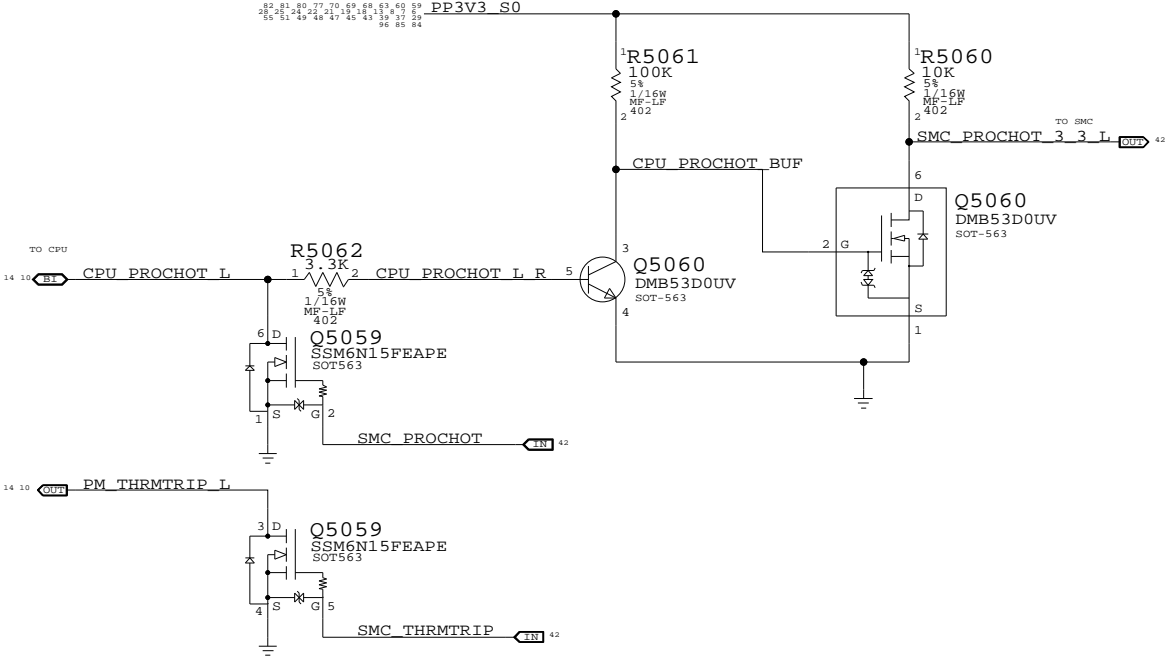 82 81 80 77 70 69 68 63 60 59
28 25 24 22 21 19 18 13 8 7 6
55 51 49 48 47 45 43 39 37 29
96 85 84
PP3V3_S0
1
R5061
100K
5%
1/16W
MF-LF
402
2
1
R5060
10K
5%
1/16W
MF-LF
402
2
TO SMC
SMC_PROCHOT_3_3_L
OUT
42
CPU_PROCHOT_BUF
6
D
Q5060
DMB53D0UV
SOT-563
2
G
S
1
TO CPU
14 10
BI
CPU_PROCHOT_L
R5062
1
3.3K
2
5%
1/16W
MF-LF
402
CPU_PROCHOT_L_R
5
3
Q5060
DMB53D0UV
SOT-563
4
6
D
Q5059
SSM6N15FEAPE
SOT563
1
S
G
2
SMC_PROCHOT
IN
42
14 10
OUT
PM_THRMTRIP_L
3
D
Q5059
SSM6N15FEAPE
SOT563
4
S
G
5
SMC_THRMTRIP
IN
42